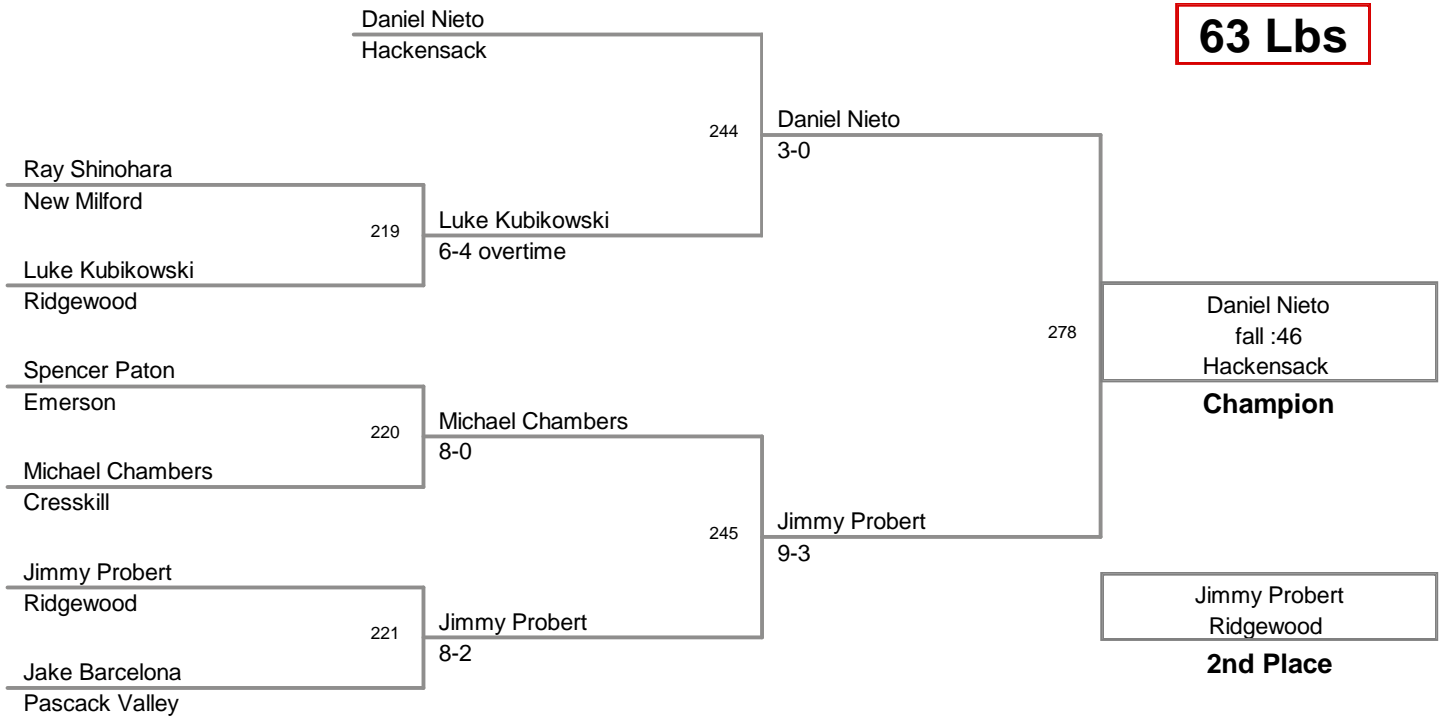 63 Lbs
Daniel Nieto
Hackensack
244
Daniel Nieto
3-0
Ray Shinohara
New Milford
219
Luke Kubikowski
6-4 overtime
Luke Kubikowski
Ridgewood
278
Daniel Nieto
fall :46
Hackensack
Champion
Spencer Paton
Emerson
220
Michael Chambers
8-0
Michael Chambers
Cresskill
245
Jimmy Probert
9-3
Jimmy Probert
Ridgewood
221
Jimmy Probert
8-2
Jake Barcelona
Pascack Valley
Jimmy Probert
Ridgewood
2nd Place